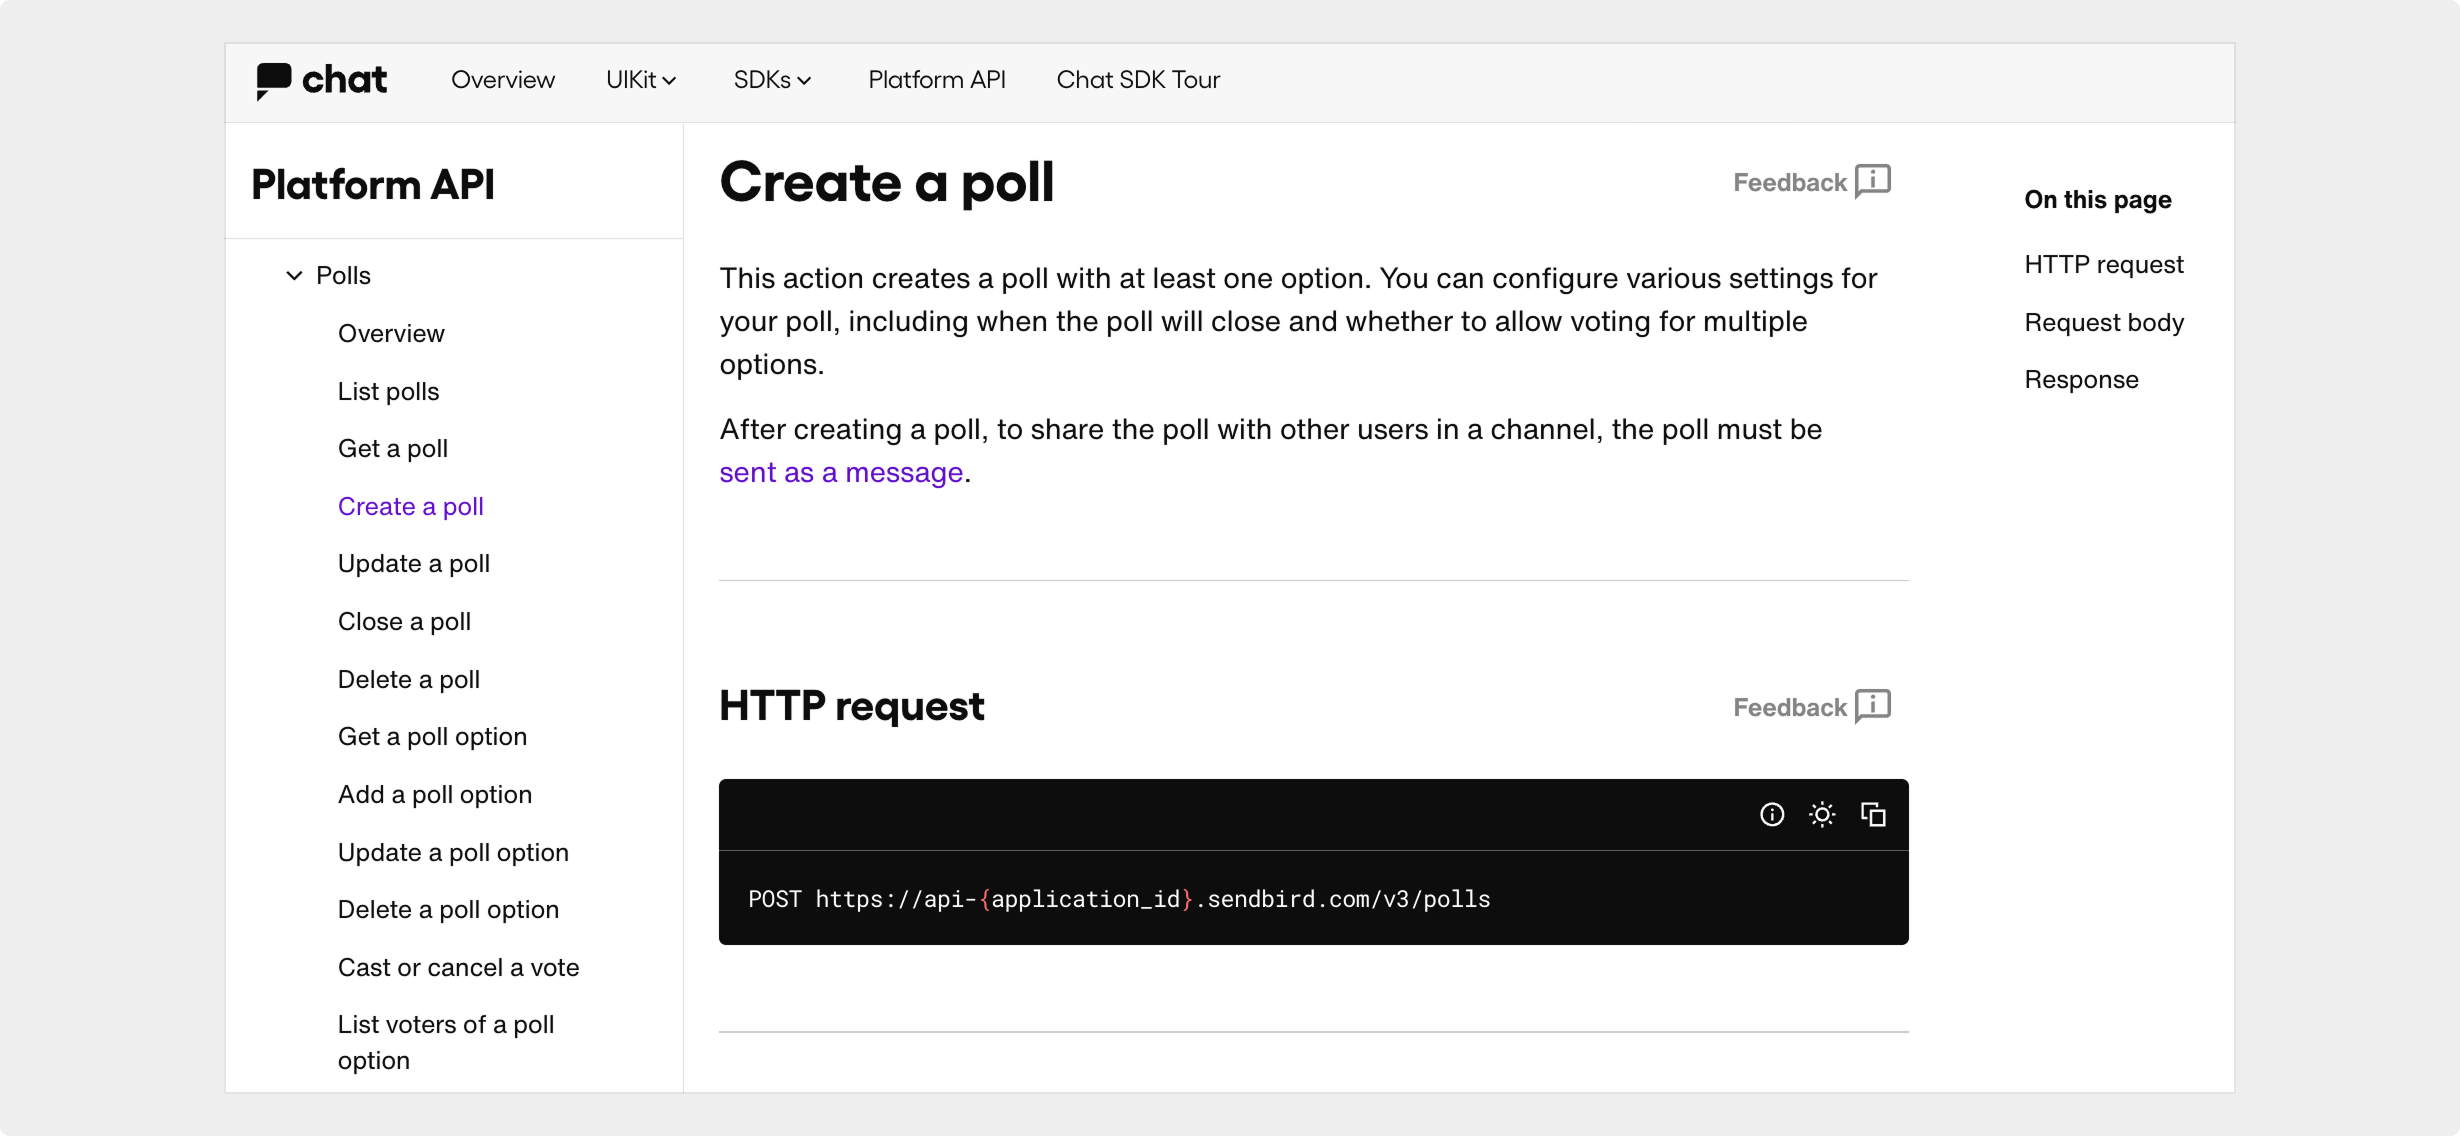 chat
Overview
UIKit
SDKs
Platform API
Chat SDK Tour
Platform API
Polls
Overview
List polls
Get a poll
Create a poll
Update a poll
Close a poll
Delete a poll
Get a poll option
Add a poll option
Update a poll option
Delete a poll option
Cast or cancel a vote
List voters of a poll
option
Create a poll
Feedback
This action creates a poll with at least one option. You can configure various settings for
your poll, including when the poll will close and whether to allow voting for multiple
options.
After creating a poll, to share the poll with other users in a channel, the poll must be
sent as a message.
HTTP request
Feedback
POST https://api-{application_id}.sendbird.com/v3/polls
On this page
HTTP request
Request body
Response